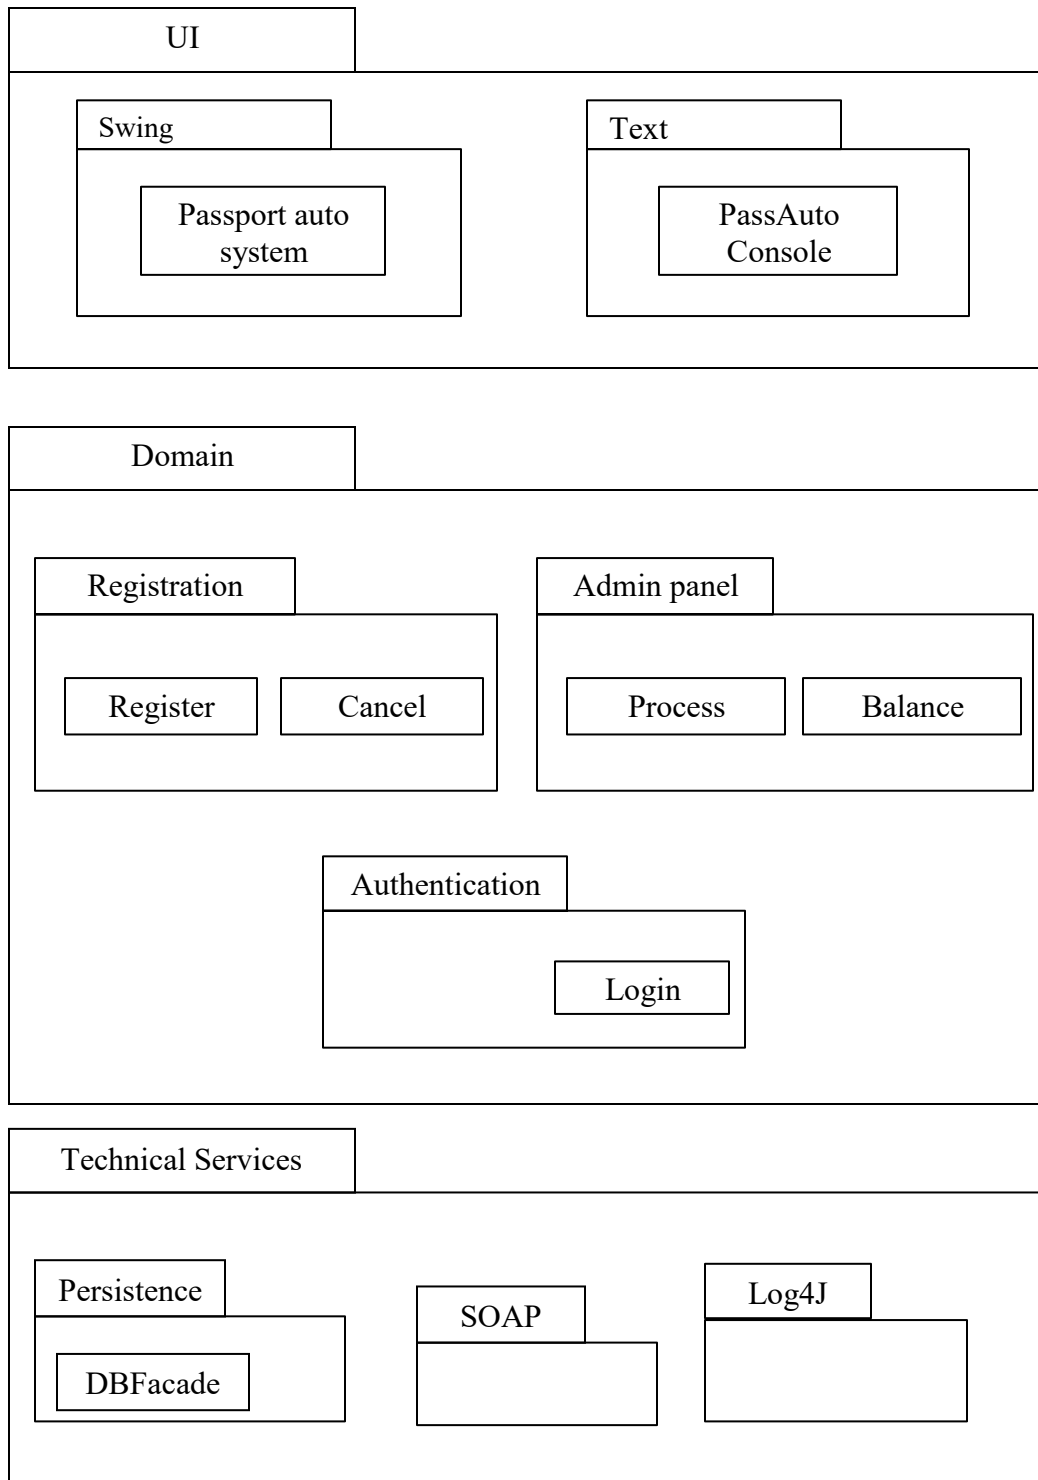 UI
Swing
Text
Passport auto
system
PassAuto
Console
Domain
Registration
Admin panel
Register
Cancel
Process
Balance
Authentication
Login
Technical Services
Persistence
SOAP
Log4J
DBFacade